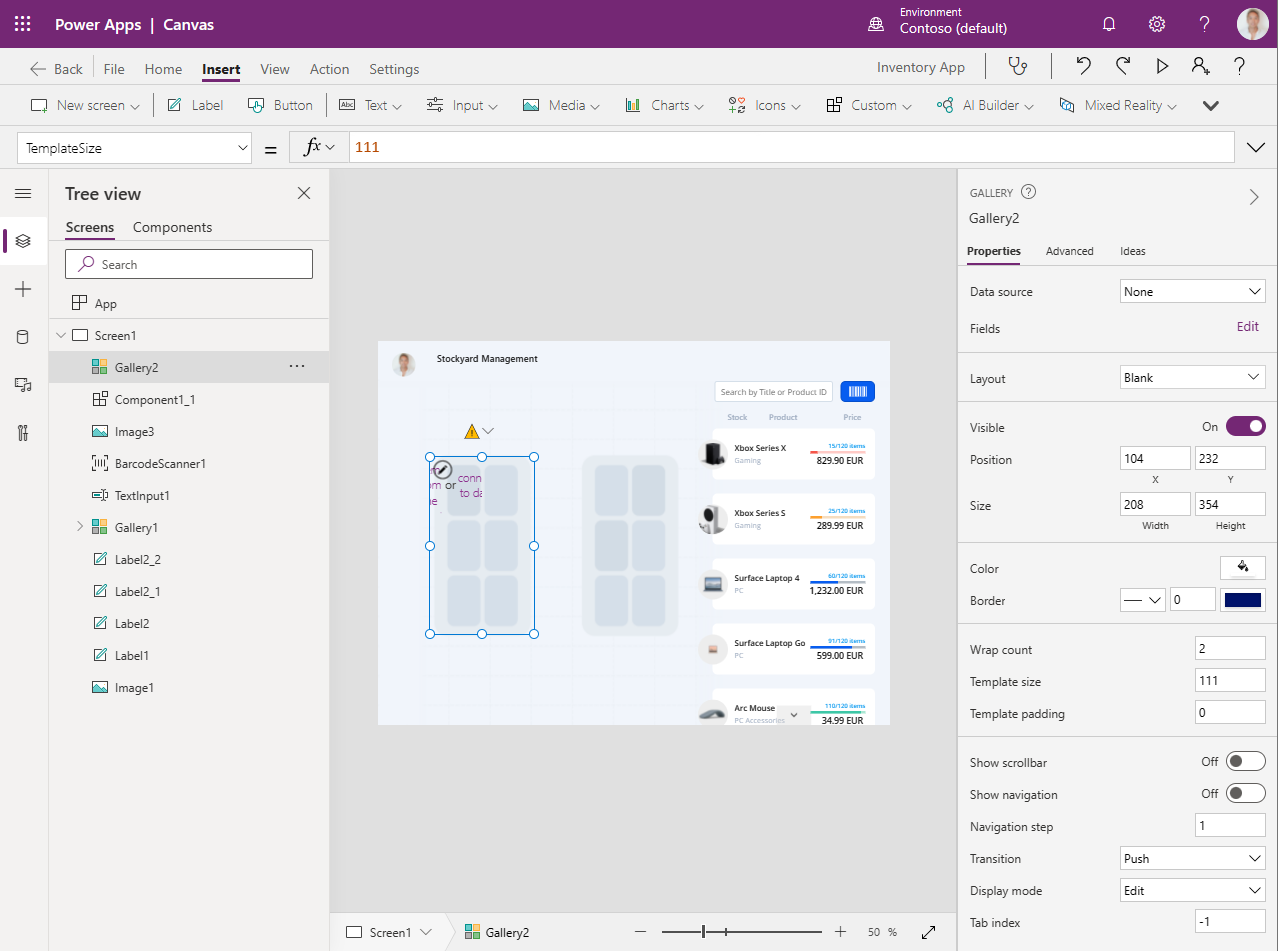 Power Apps | Canvas
Environment
Contoso (default)
Back File Home Insert View Action Settings
Inventory App
New screen Label Button Text Input Media Charts Icons Custom AI Builder Mixed Reality
TemplateSize = fx 111
Tree view
Screens Components
Search
App
Screen1
Gallery2
Component1_1
Image3
BarcodeScanner1
TextInput1
Gallery1
Label2_2
Label2_1
Label2
Label1
Image1
Stockyard Management
Search by Title or Product ID
Stock Product Price
Xbox Series X 15/120 items
Gaming 829.90 EUR
conn
om or to da
Xbox Series S 25/120 items
Gaming 289.99 EUR
Surface Laptop 4 60/120 items
PC 1,232.00 EUR
Surface Laptop Go 91/120 items
PC 599.00 EUR
Arc Mouse 110/120 items
PC Accessories 34.99 EUR
Screen1 Gallery2 50 %
GALLERY
Gallery2
Properties Advanced Ideas
Data source None
Fields Edit
Layout Blank
Visible On
Position 104 232
X Y
Size 208 354
Width Height
Color
Border 0
Wrap count 2
Template size 111
Template padding 0
Show scrollbar Off
Show navigation Off
Navigation step 1
Transition Push
Display mode Edit
Tab index -1